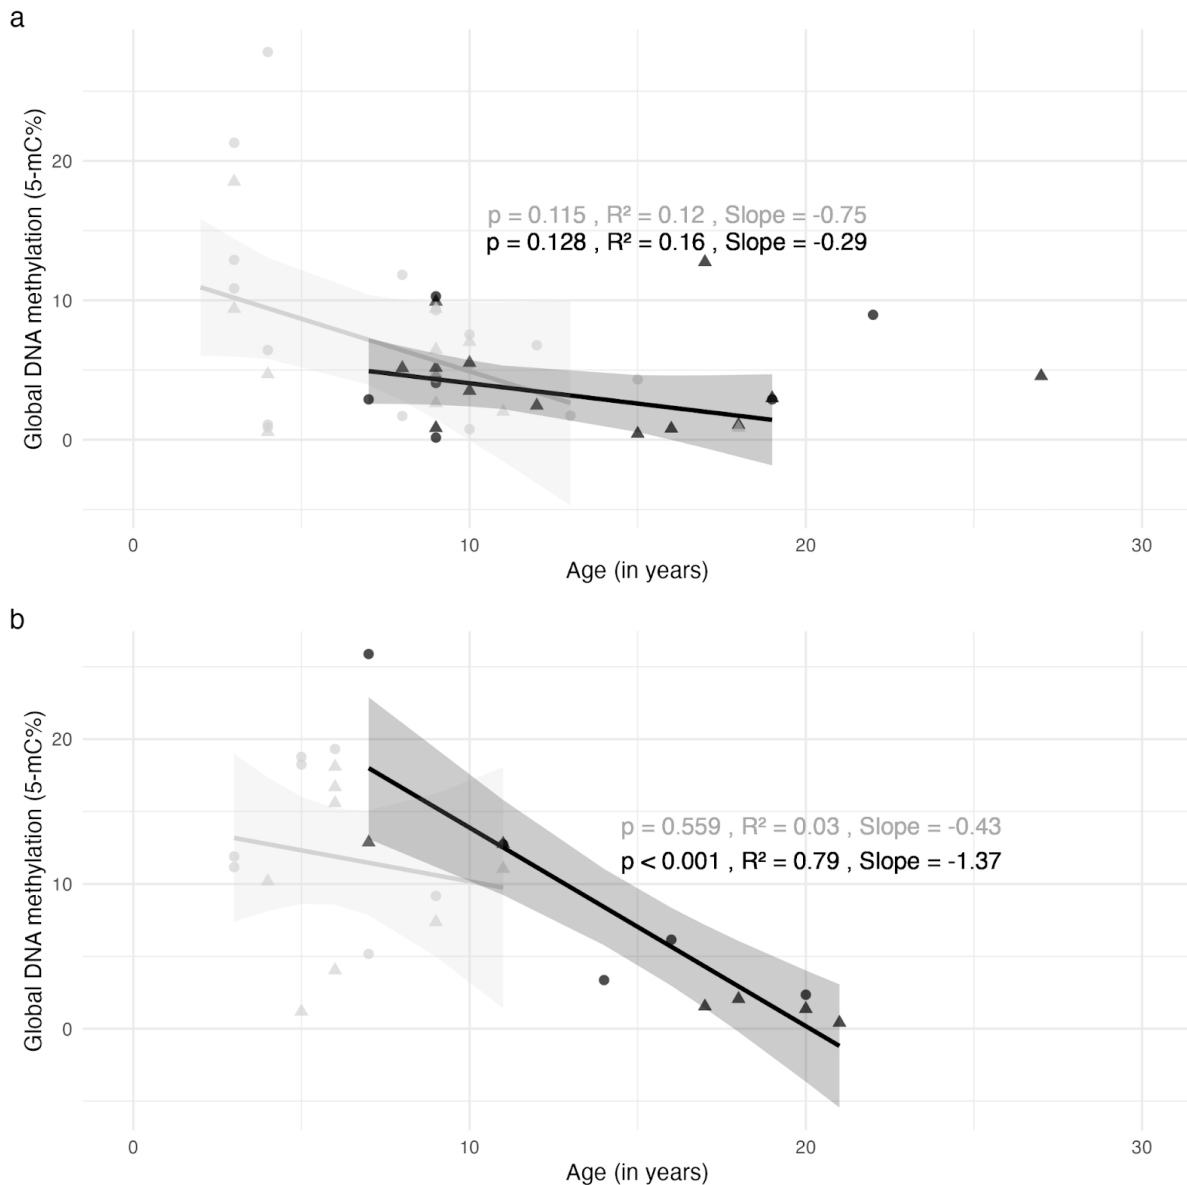 a
Global DNA methylation (5-mC%)
20
10
0
p = 0.115 , R² = 0.12 , Slope = -0.75
p = 0.128 , R² = 0.16 , Slope = -0.29
0 10 20 30
Age (in years)
b
Global DNA methylation (5-mC%)
20
10
0
p = 0.559 , R² = 0.03 , Slope = -0.43
p < 0.001 , R² = 0.79 , Slope = -1.37
0 10 20 30
Age (in years)